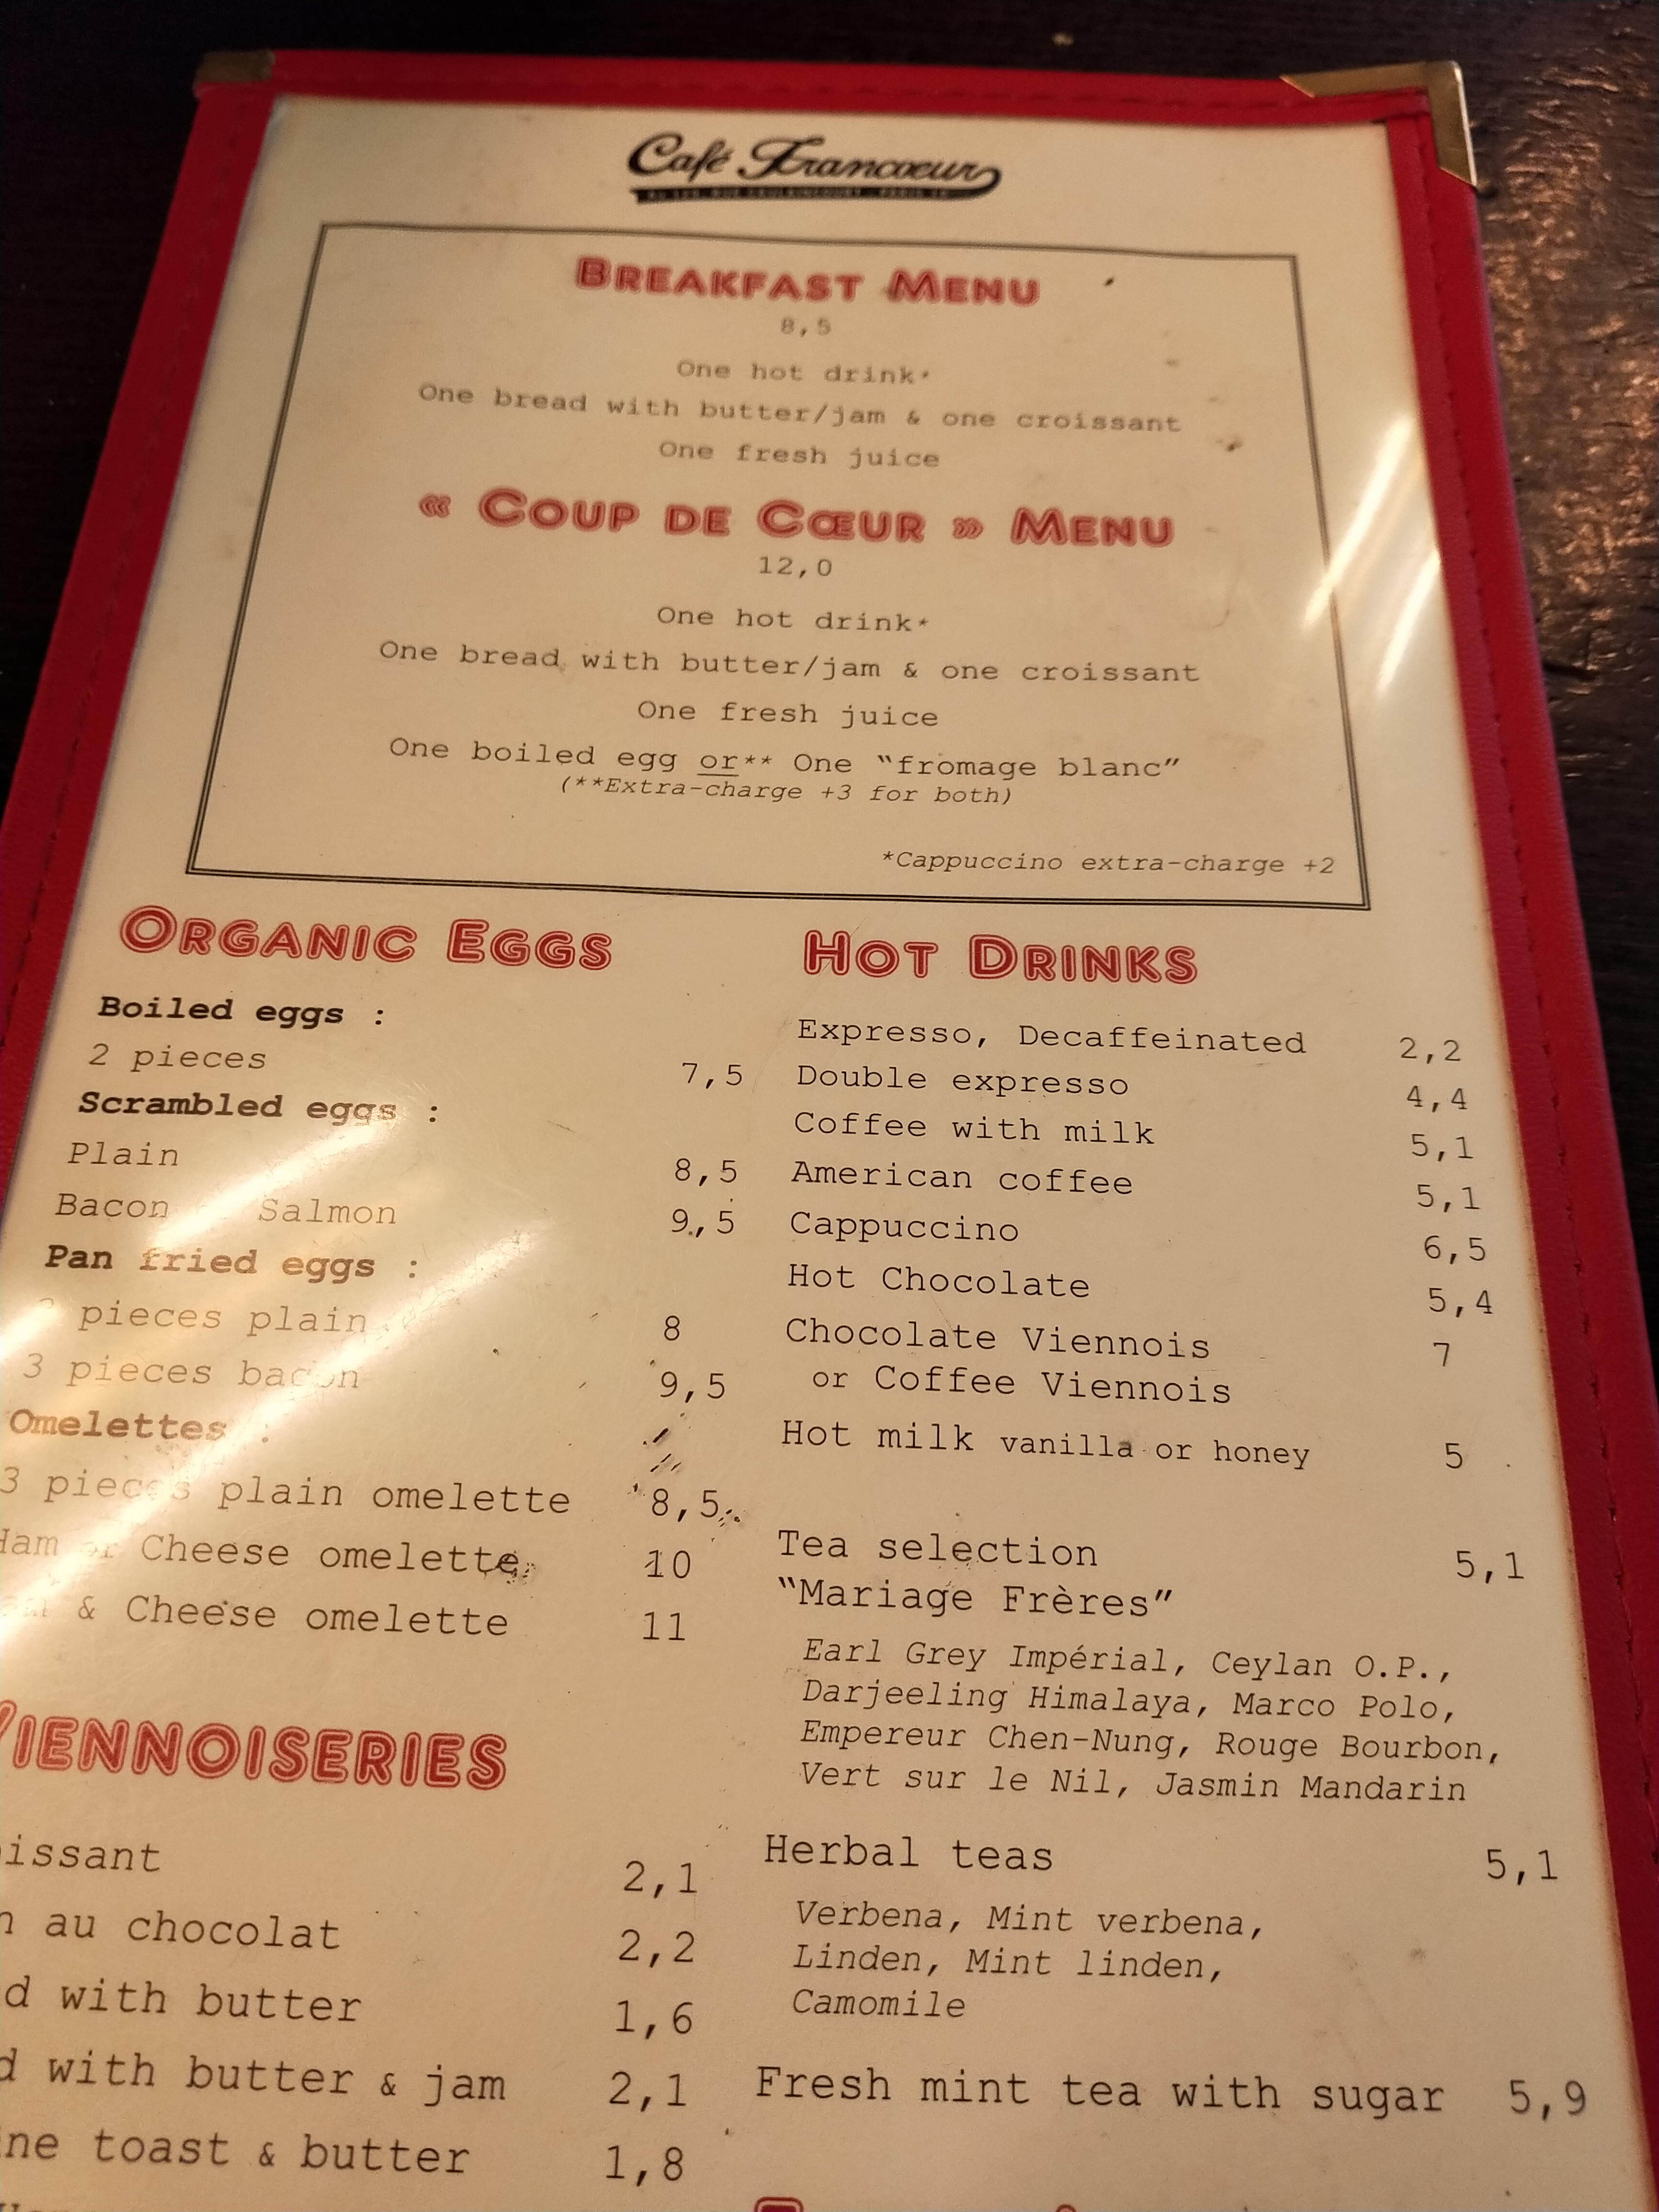 Café Francœur
BREAKFAST MENU
8,5
One hot drink*
One bread with butter/jam & one croissant
One fresh juice
« COUP DE CŒUR » MENU
12,0
One hot drink*
One bread with butter/jam & one croissant
One fresh juice
One boiled egg or** One “fromage blanc”
(**Extra-charge +3 for both)
*Cappuccino extra-charge +2
ORGANIC EGGS
Boiled eggs :
2 pieces 7,5
Scrambled eggs :
Plain 8,5
Bacon Salmon 9,5
Pan fried eggs :
pieces plain 8
3 pieces bacon 9,5
Omelettes :
3 pieces plain omelette 8,5
Ham or Cheese omelette 10
& Cheese omelette 11
VIENNOISERIES
issant 2,1
au chocolat 2,2
d with butter 1,6
d with butter & jam 2,1
ine toast & butter 1,8
HOT DRINKS
Expresso, Decaffeinated 2,2
Double expresso 4,4
Coffee with milk 5,1
American coffee 5,1
Cappuccino 6,5
Hot Chocolate 5,4
Chocolate Viennois 7
or Coffee Viennois
Hot milk vanilla or honey 5
Tea selection 5,1
“Mariage Frères”
Earl Grey Impérial, Ceylan O.P.,
Darjeeling Himalaya, Marco Polo,
Empereur Chen-Nung, Rouge Bourbon,
Vert sur le Nil, Jasmin Mandarin
Herbal teas 5,1
Verbena, Mint verbena,
Linden, Mint linden,
Camomile
Fresh mint tea with sugar 5,9